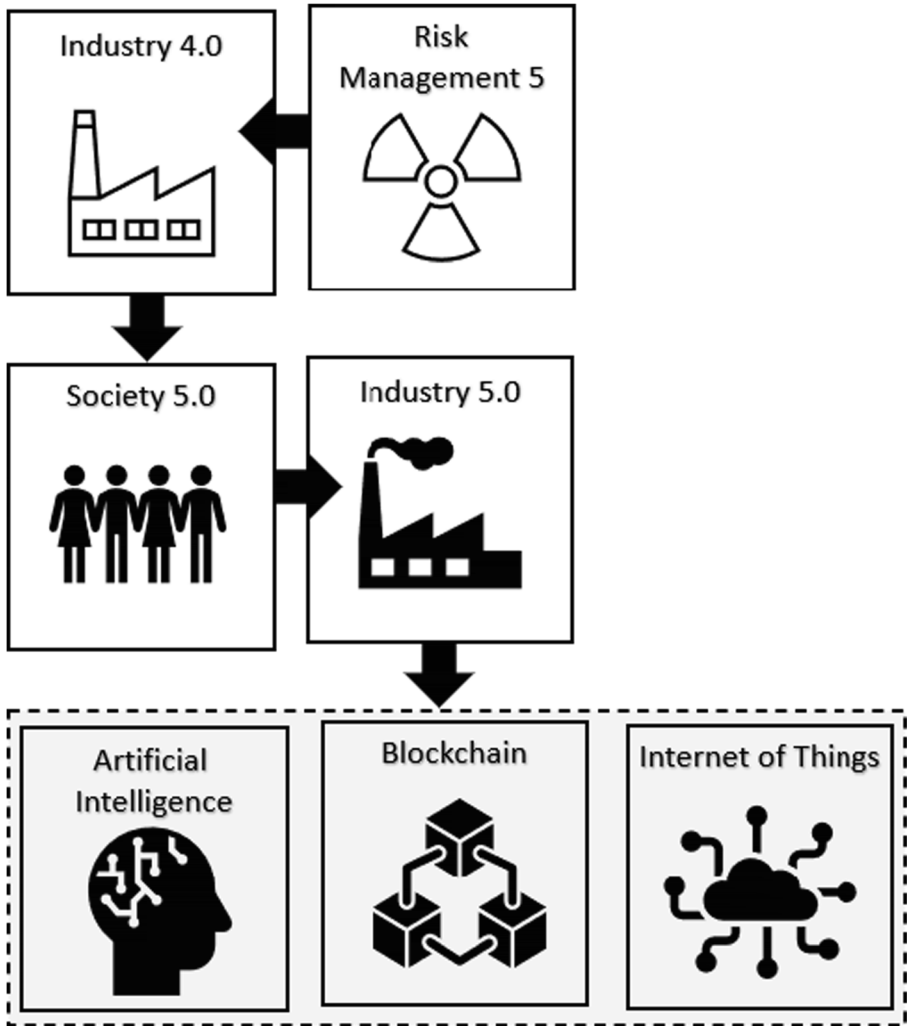 Industry 4.0
Risk
Management 5
Society 5.0
Industry 5.0
Artificial
Intelligence
Blockchain
Internet of Things